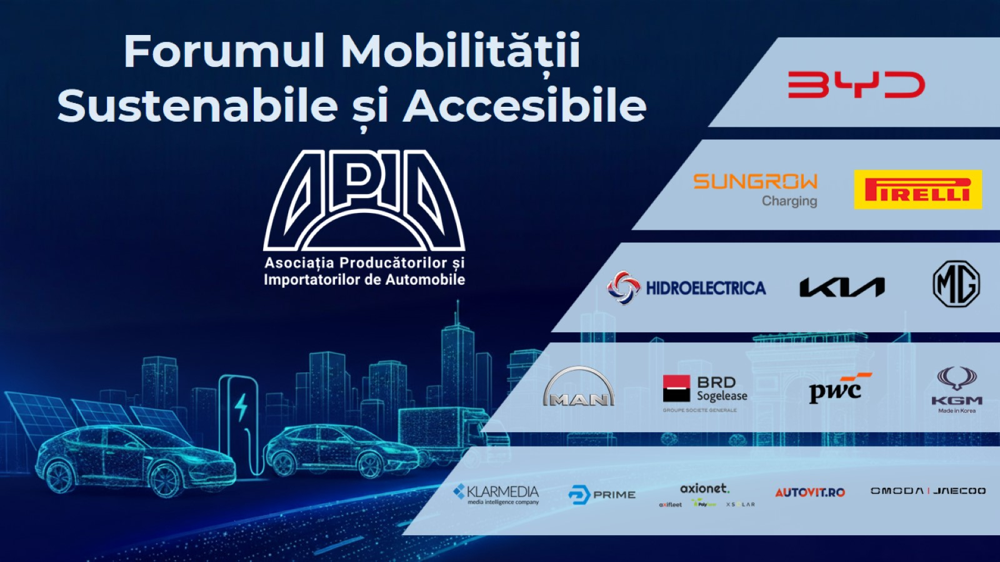 Forumul Mobilității
Sustenabile și Accesibile
APIA
Asociația Producătorilor și
Importatorilor de Automobile
BYD
SUNGROW
Charging
PIRELLI
HIDROELECTRICA
KIA
MG
MAN
BRD
Sogelease
GROUPE SOCIETE GENERALE
pwc
KGM
Made in Korea
KLARMEDIA
media intelligence company
PRIME
axionet.
axifleet
XSOLAR
AUTOVIT.RO
OMODA | JAECOO